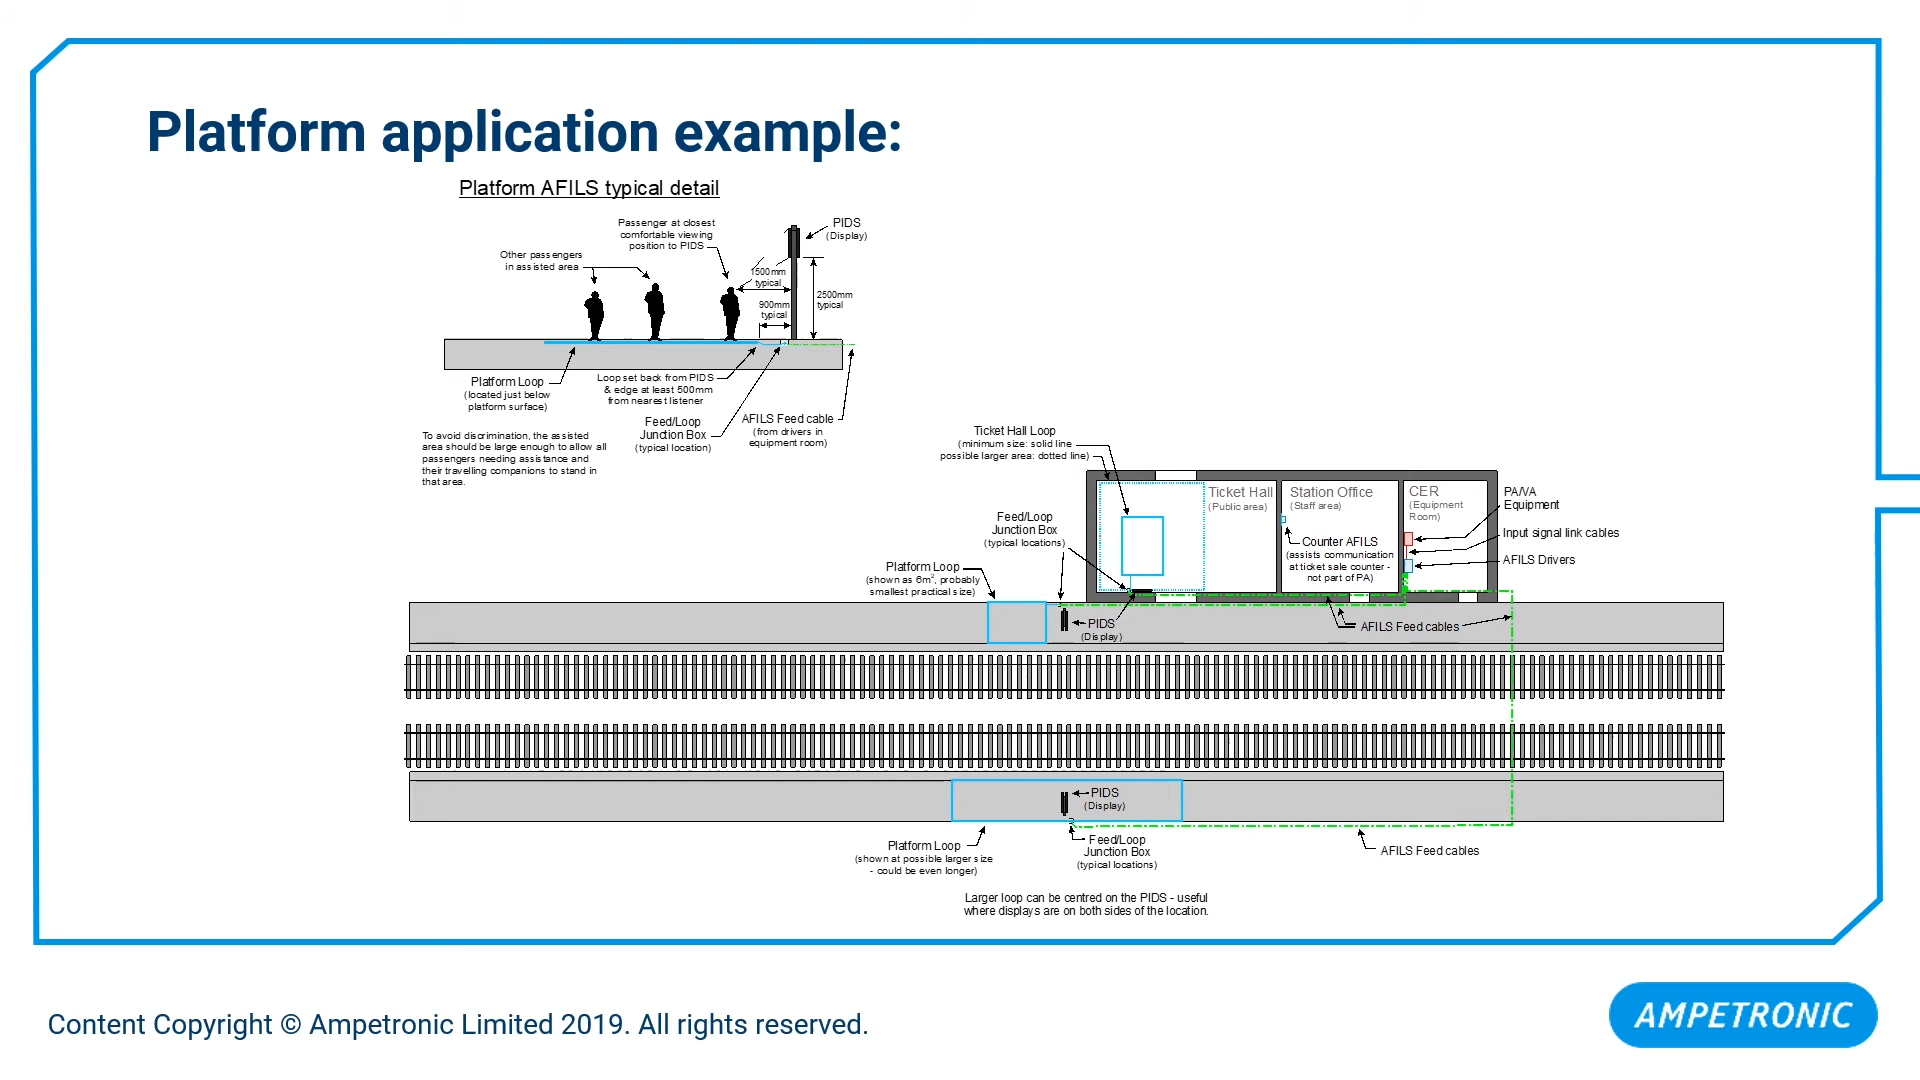 Platform application example:
Platform AFILS typical detail
Passenger at closest
comfortable viewing
position to PIDS
PIDS
(Display)
Other passengers
in assisted area
1500mm
typical
2500mm
typical
900mm
typical
Platform Loop
(located just below
platform surface)
Loop set back from PIDS
& edge at least 500mm
from nearest listener
Feed/Loop
Junction Box
(typical location)
AFILS Feed cable
(from drivers in
equipment room)
To avoid discrimination, the assisted
area should be large enough to allow all
passengers needing assistance and
their travelling companions to stand in
that area.
Ticket Hall Loop
(minimum size: solid line
possible larger area: dotted line)
Ticket Hall
(Public area)
Station Office
(Staff area)
CER
(Equipment
Room)
PA/VA
Equipment
Input signal link cables
AFILS Drivers
Feed/Loop
Junction Box
(typical locations)
Counter AFILS
(assists communication
at ticket sale counter -
not part of PA)
Platform Loop
(shown as 6m², probably
smallest practical size)
PIDS
(Display)
AFILS Feed cables
PIDS
(Display)
Platform Loop
(shown at possible larger size
- could be even longer)
Feed/Loop
Junction Box
(typical locations)
AFILS Feed cables
Larger loop can be centred on the PIDS - useful
where displays are on both sides of the location.
Content Copyright © Ampetronic Limited 2019. All rights reserved.
AMPETRONIC